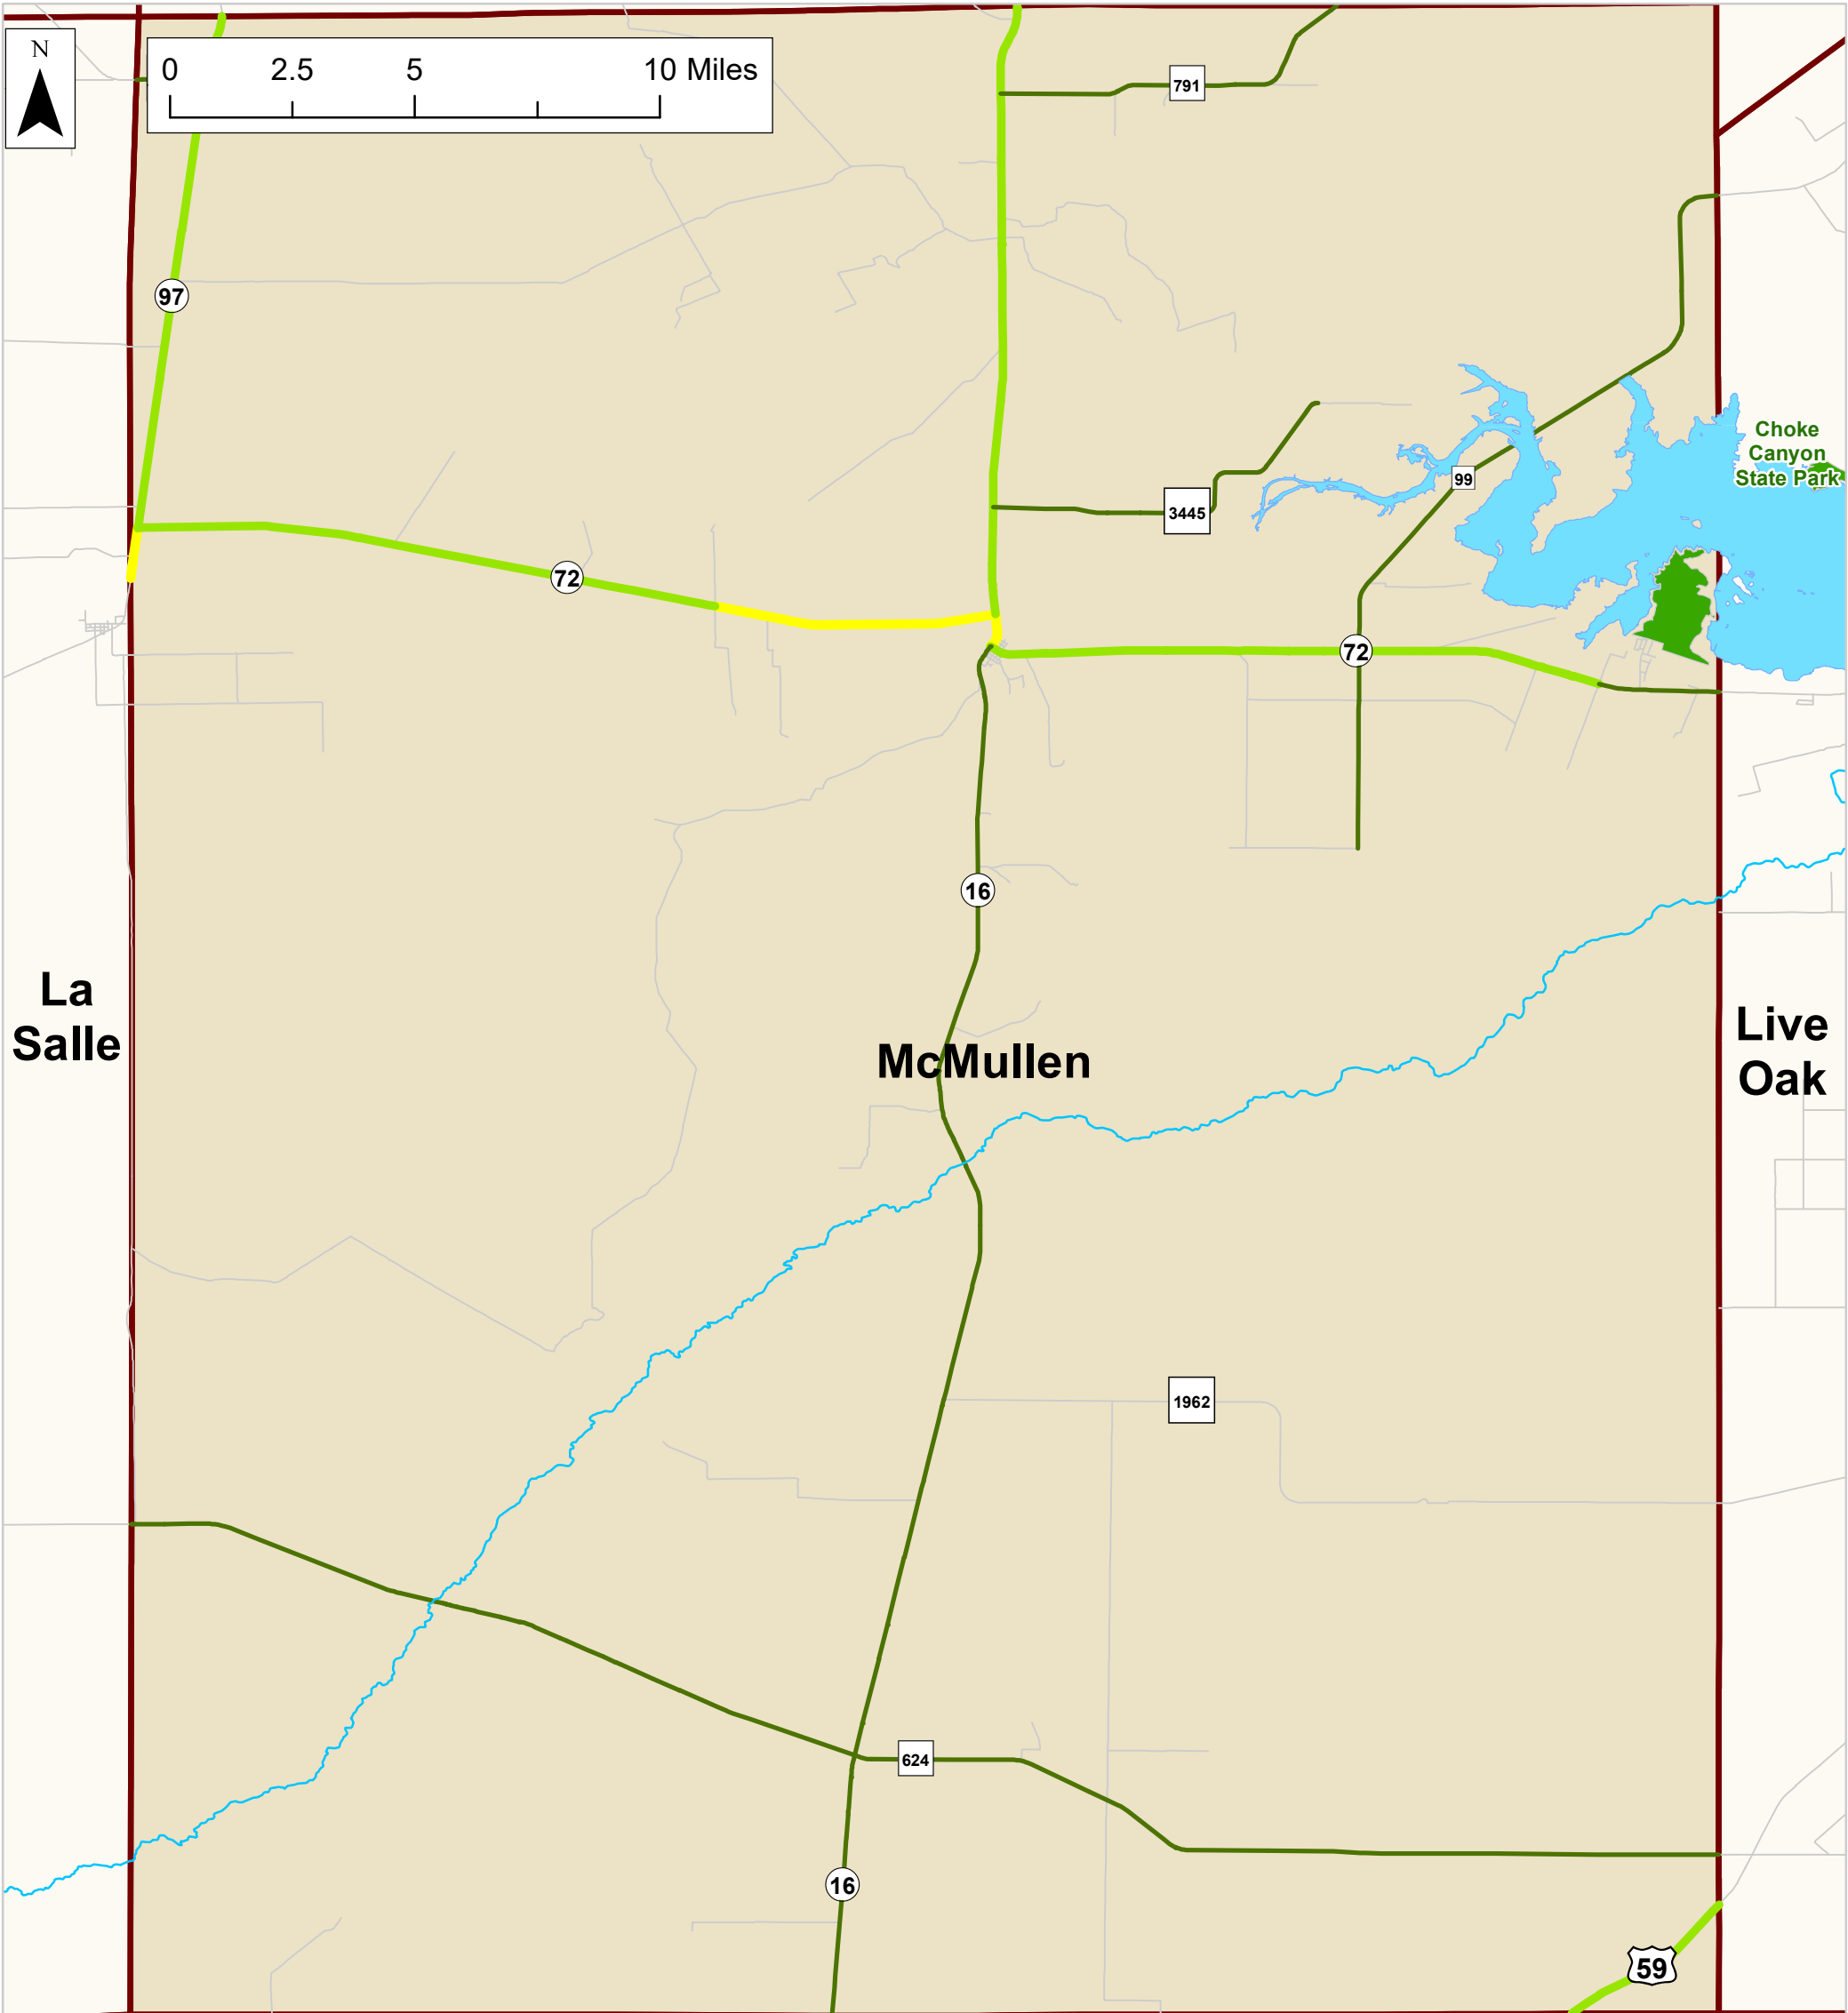 N
0 2.5 5 10 Miles
791
97
Choke
Canyon
State Park
99
3445
72
72
16
La
Salle
McMullen
Live
Oak
1962
624
16
59